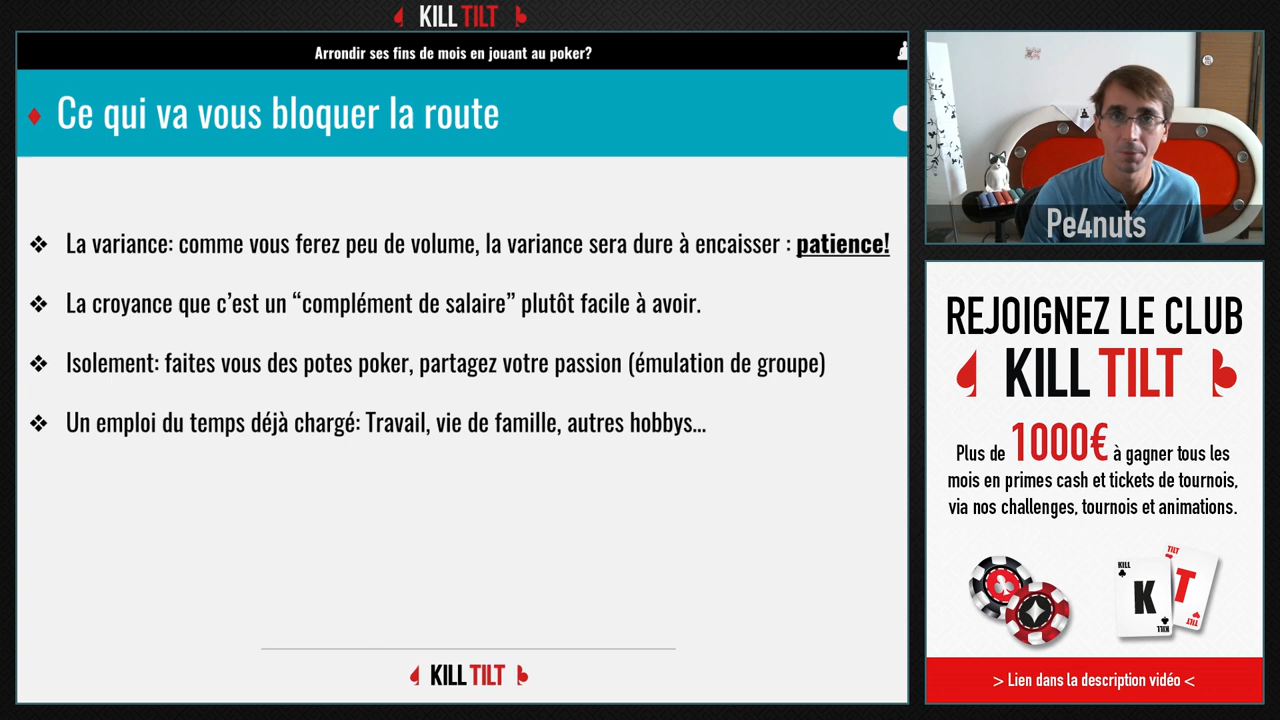 KILL TILT
Arrondir ses fins de mois en jouant au poker?
Ce qui va vous bloquer la route
❖ La variance: comme vous ferez peu de volume, la variance sera dure à encaisser : patience!
❖ La croyance que c’est un “complément de salaire” plutôt facile à avoir.
❖ Isolement: faites vous des potes poker, partagez votre passion (émulation de groupe)
❖ Un emploi du temps déjà chargé: Travail, vie de famille, autres hobbys...
KILL TILT
Pe4nuts
REJOIGNEZ LE CLUB
KILL TILT
Plus de 1000€ à gagner tous les
mois en primes cash et tickets de tournois,
via nos challenges, tournois et animations.
KILL
K
KILL
TILT
T
TILT
> Lien dans la description vidéo <